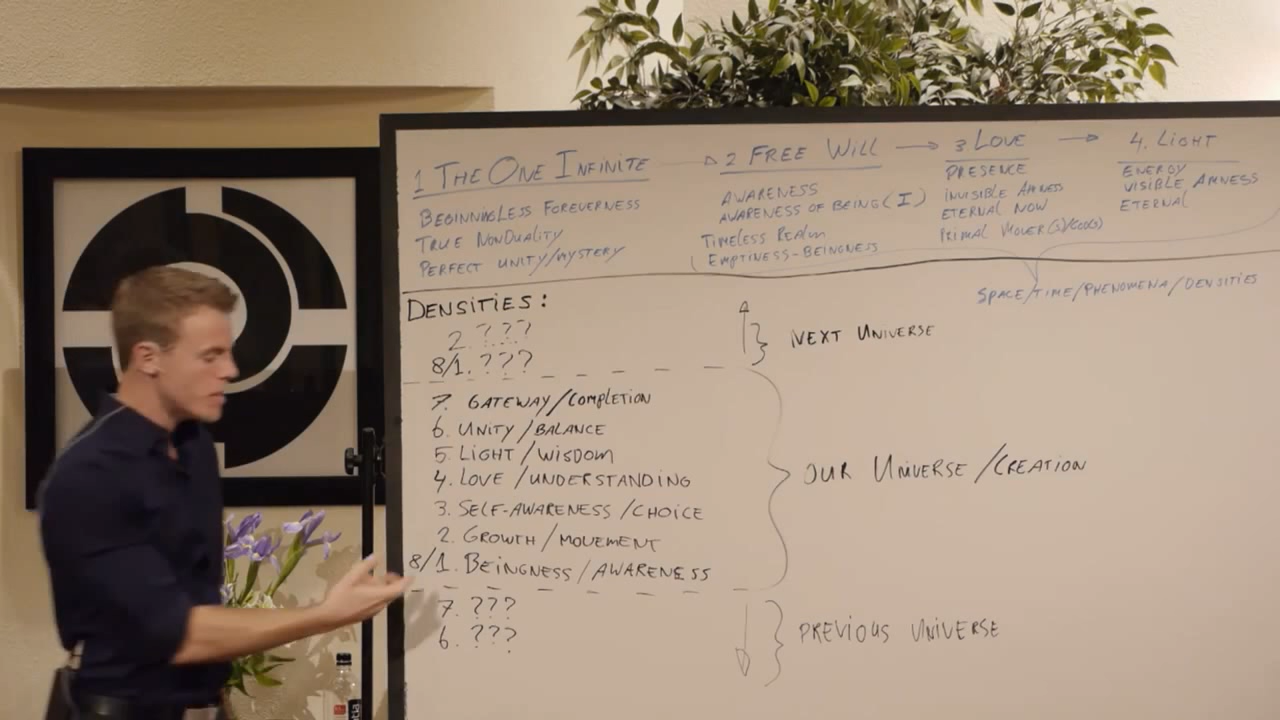 1 THE ONE INFINITE
BEGINNINGLESS FOREVERNESS
TRUE NONDUALITY
PERFECT UNITY/MYSTERY
2 FREE WILL
AWARENESS
AWARENESS OF BEING (I)
TIMELESS REALM
EMPTINESS-BEINGNESS
3 LOVE
PRESENCE
INVISIBLE AMNESS
ETERNAL NOW
PRIMAL MOVER(S)/GOD(S)
4. LIGHT
ENERGY
VISIBLE AMNESS
ETERNAL
SPACE/TIME/PHENOMENA/DENSITIES
DENSITIES:
2. ???
8/1. ???
NEXT UNIVERSE
7. GATEWAY/COMPLETION
6. UNITY/BALANCE
5. LIGHT/WISDOM
4. LOVE/UNDERSTANDING
3. SELF-AWARENESS/CHOICE
2. GROWTH/MOVEMENT
8/1. BEINGNESS/AWARENESS
OUR UNIVERSE/CREATION
7. ???
6. ???
PREVIOUS UNIVERSE